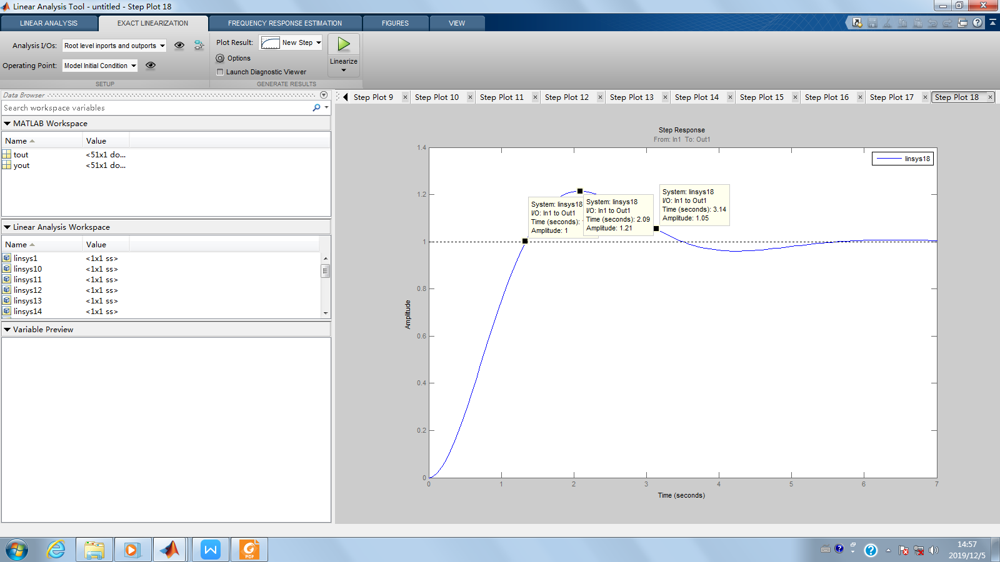 Linear Analysis Tool - untitled - Step Plot 18
LINEAR ANALYSIS
EXACT LINEARIZATION
FREQUENCY RESPONSE ESTIMATION
FIGURES
VIEW
Analysis I/Os: Root level inports and outports
Operating Point: Model Initial Condition
SETUP
Plot Result: New Step
Options
Launch Diagnostic Viewer
GENERATE RESULTS
Linearize
Data Browser
Search workspace variables
MATLAB Workspace
Name Value
tout <51x1 do...
yout <51x1 do...
Linear Analysis Workspace
Name Value
linsys1 <1x1 ss>
linsys10 <1x1 ss>
linsys11 <1x1 ss>
linsys12 <1x1 ss>
linsys13 <1x1 ss>
linsys14 <1x1 ss>
Variable Preview
Step Plot 9
Step Plot 10
Step Plot 11
Step Plot 12
Step Plot 13
Step Plot 14
Step Plot 15
Step Plot 16
Step Plot 17
Step Plot 18
Step Response
From: In1 To: Out1
linsys18
System: linsys18
I/O: In1 to Out1
Time (seconds):
Amplitude: 1
System: linsys18
I/O: In1 to Out1
Time (seconds): 2.09
Amplitude: 1.21
System: linsys18
I/O: In1 to Out1
Time (seconds): 3.14
Amplitude: 1.05
1.4
1.2
1
0.8
0.6
0.4
0.2
0
Amplitude
0 1 2 3 4 5 6 7
Time (seconds)
W
PDF
14:57
2019/12/5